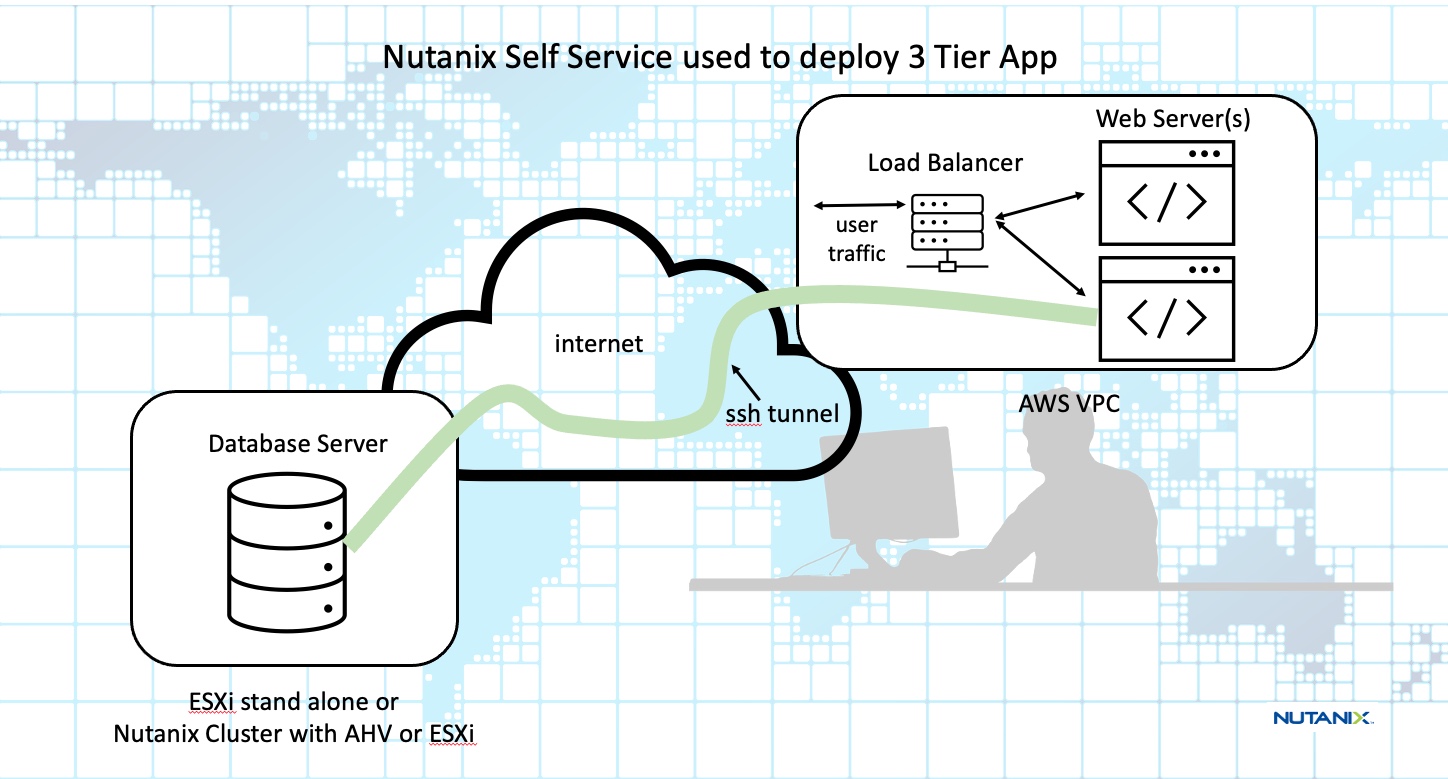 Nutanix Self Service used to deploy 3 Tier App
Web Server(s)
Load Balancer
user
traffic
</>
</>
internet
ssh tunnel
AWS VPC
Database Server
ESXi stand alone or
Nutanix Cluster with AHV or ESXi
NUTANIX